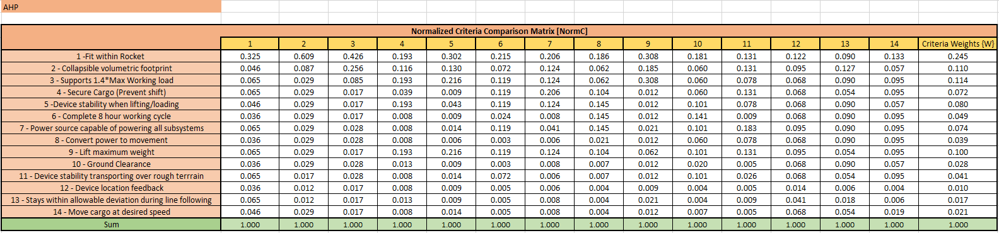 AHP
Normalized Criteria Comparison Matrix [NormC]
1 2 3 4 5 6 7 8 9 10 11 12 13 14 Criteria Weights {W}
1 -Fit within Rocket 0.325 0.609 0.426 0.193 0.302 0.215 0.206 0.186 0.308 0.181 0.131 0.122 0.090 0.133 0.245
2 - Collapsible volumetric footprint 0.046 0.087 0.256 0.116 0.130 0.072 0.124 0.062 0.185 0.060 0.131 0.095 0.127 0.057 0.110
3 - Supports 1.4*Max Working load 0.065 0.029 0.085 0.193 0.216 0.119 0.124 0.062 0.308 0.060 0.078 0.068 0.090 0.095 0.114
4 - Secure Cargo (Prevent shift) 0.065 0.029 0.017 0.039 0.009 0.119 0.206 0.104 0.012 0.060 0.131 0.068 0.054 0.095 0.072
5 -Device stability when lifting/loading 0.046 0.029 0.017 0.193 0.043 0.119 0.124 0.145 0.012 0.101 0.078 0.068 0.090 0.057 0.080
6 - Complete 8 hour working cycle 0.036 0.029 0.017 0.008 0.009 0.024 0.008 0.145 0.012 0.141 0.009 0.068 0.090 0.095 0.049
7 - Power source capable of powering all subsystems 0.065 0.029 0.028 0.008 0.014 0.119 0.041 0.145 0.021 0.101 0.183 0.095 0.090 0.095 0.074
8 - Convert power to movement 0.036 0.029 0.028 0.008 0.006 0.003 0.006 0.021 0.012 0.060 0.078 0.068 0.090 0.095 0.039
9 - Lift maximum weight 0.065 0.029 0.017 0.193 0.216 0.119 0.124 0.104 0.062 0.101 0.131 0.095 0.054 0.095 0.100
10 - Ground Clearance 0.036 0.029 0.028 0.013 0.009 0.003 0.008 0.007 0.012 0.020 0.005 0.068 0.090 0.057 0.028
11 - Device stability transporting over rough terrrain 0.065 0.017 0.028 0.008 0.014 0.072 0.006 0.007 0.012 0.101 0.026 0.068 0.054 0.095 0.041
12 - Device location feedback 0.036 0.012 0.017 0.008 0.009 0.005 0.006 0.004 0.009 0.004 0.005 0.014 0.006 0.004 0.010
13 - Stays within allowable deviation during line following 0.065 0.012 0.017 0.013 0.009 0.005 0.008 0.004 0.021 0.004 0.009 0.041 0.018 0.006 0.017
14 - Move cargo at desired speed 0.046 0.029 0.017 0.008 0.014 0.005 0.008 0.004 0.012 0.007 0.005 0.068 0.054 0.019 0.021
Sum 1.000 1.000 1.000 1.000 1.000 1.000 1.000 1.000 1.000 1.000 1.000 1.000 1.000 1.000 1.000